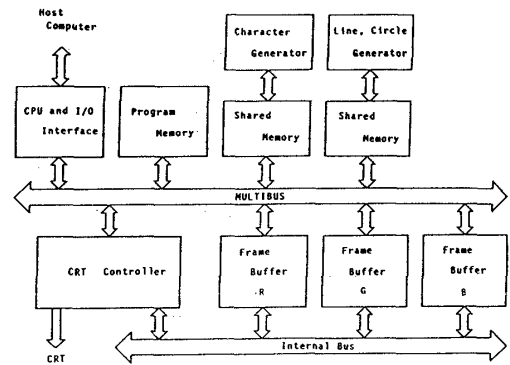 Host
Computer
Character
Generator
Line, Circle
Generator
CPU and I/O
Interface
Program
Memory
Shared
Memory
Shared
Memory
MULTIBUS
CRT Controller
Frame
Buffer
R
Frame
Buffer
G
Frame
Buffer
B
Internal Bus
CRT